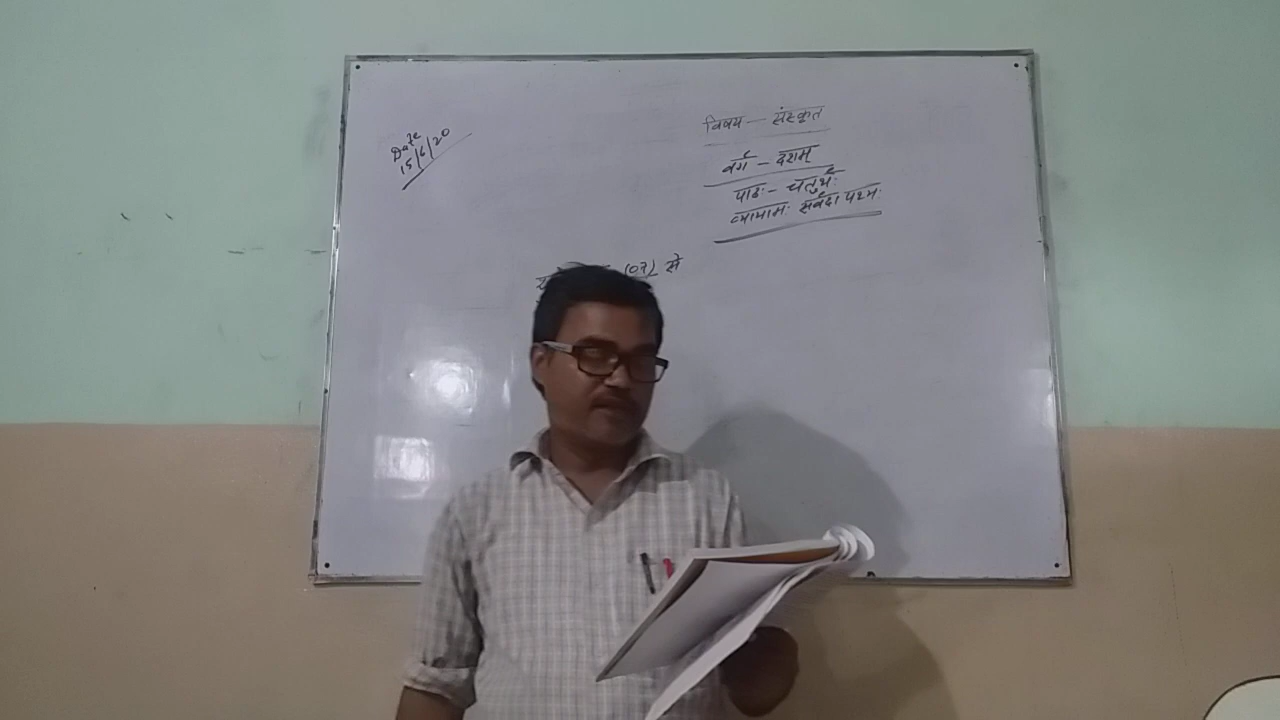 Date
15/6/20
विषय — संस्कृत
वर्ग – दशम्
पाठः – चतुर्थः
व्यायामः सर्वदा पथ्यः
(07) से